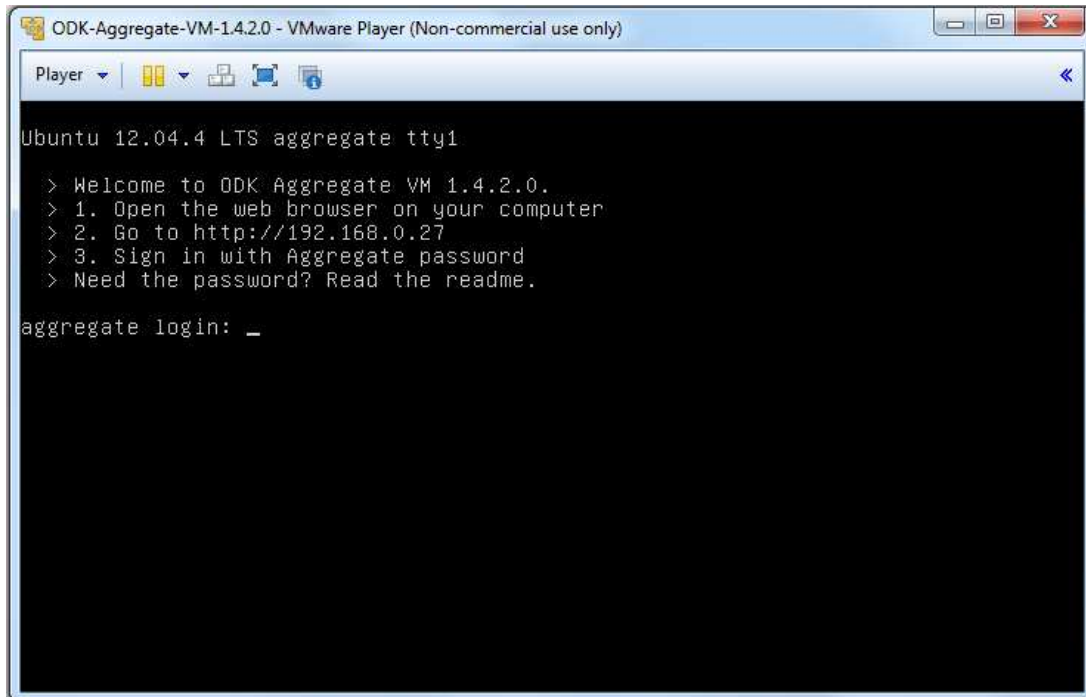 ODK-Aggregate-VM-1.4.2.0 - VMware Player (Non-commercial use only)
Player
Ubuntu 12.04.4 LTS aggregate tty1
> Welcome to ODK Aggregate VM 1.4.2.0.
> 1. Open the web browser on your computer
> 2. Go to http://192.168.0.27
> 3. Sign in with Aggregate password
> Need the password? Read the readme.
aggregate login: _